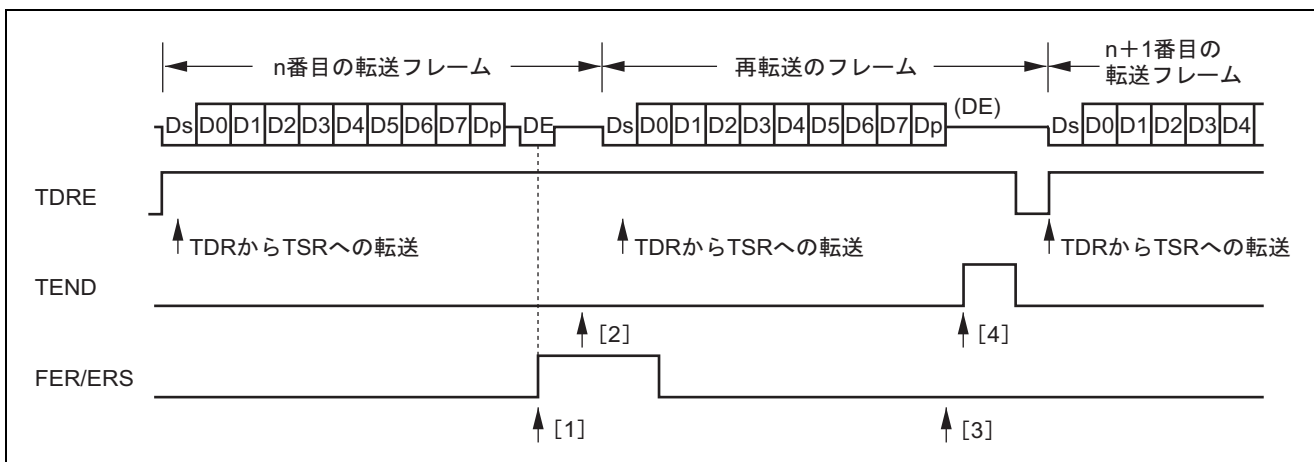 n番目の転送フレーム
再転送のフレーム
n+1番目の
転送フレーム
Ds D0 D1 D2 D3 D4 D5 D6 D7 Dp DE
Ds D0 D1 D2 D3 D4 D5 D6 D7 Dp (DE)
Ds D0 D1 D2 D3 D4
TDRE
TDRからTSRへの転送
TDRからTSRへの転送
TDRからTSRへの転送
TEND
[2]
[4]
FER/ERS
[1]
[3]